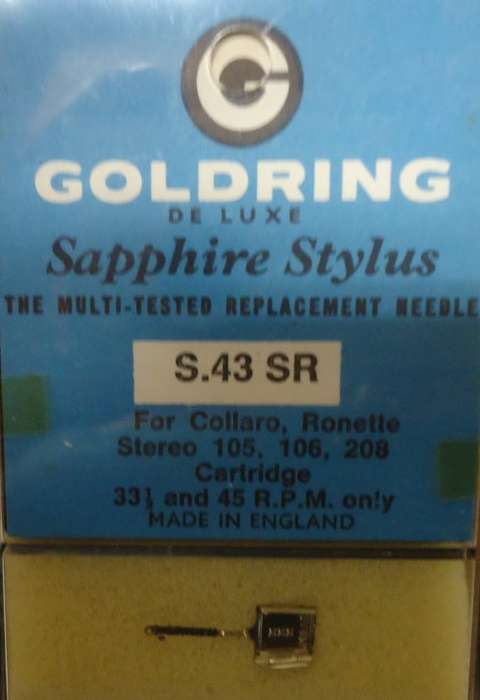 GOLDRING
DE LUXE
Sapphire Stylus
THE MULTI-TESTED REPLACEMENT NEEDLE
S.43 SR
For Collaro, Ronette
Stereo 105, 106, 208
Cartridge
33⅓ and 45 R.P.M. only
MADE IN ENGLAND